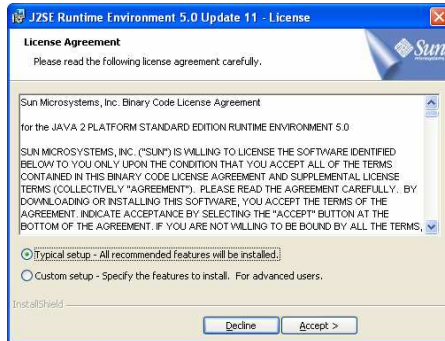 J2SE Runtime Environment 5.0 Update 11 - License
License Agreement
Please read the following license agreement carefully.
Sun
microsystems
Sun Microsystems, Inc. Binary Code License Agreement
for the JAVA 2 PLATFORM STANDARD EDITION RUNTIME ENVIRONMENT 5.0
SUN MICROSYSTEMS, INC. ("SUN") IS WILLING TO LICENSE THE SOFTWARE IDENTIFIED
BELOW TO YOU ONLY UPON THE CONDITION THAT YOU ACCEPT ALL OF THE TERMS
CONTAINED IN THIS BINARY CODE LICENSE AGREEMENT AND SUPPLEMENTAL LICENSE
TERMS (COLLECTIVELY "AGREEMENT"). PLEASE READ THE AGREEMENT CAREFULLY. BY
DOWNLOADING OR INSTALLING THIS SOFTWARE, YOU ACCEPT THE TERMS OF THE
AGREEMENT. INDICATE ACCEPTANCE BY SELECTING THE "ACCEPT" BUTTON AT THE
BOTTOM OF THE AGREEMENT. IF YOU ARE NOT WILLING TO BE BOUND BY ALL THE TERMS,
Typical setup - All recommended features will be installed.
Custom setup - Specify the features to install. For advanced users.
InstallShield
Decline
Accept >